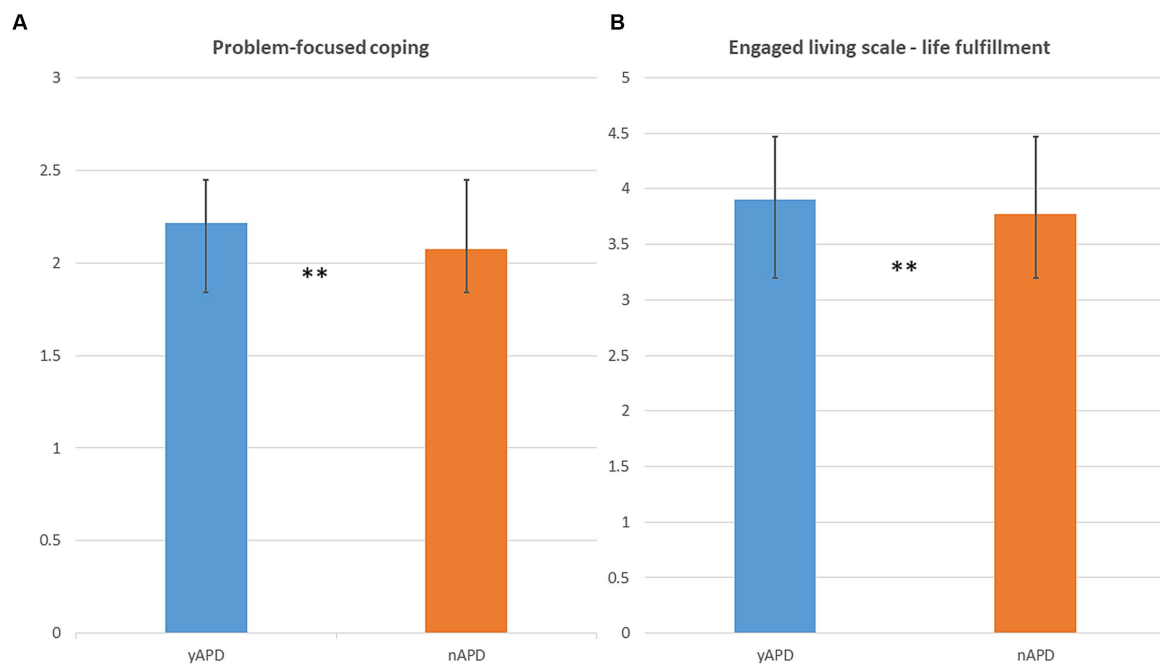 A
Problem-focused coping
3
2.5
2
1.5
1
0.5
0
**
yAPD
nAPD
B
Engaged living scale - life fulfillment
5
4.5
4
3.5
3
2.5
2
1.5
1
0.5
0
**
yAPD
nAPD